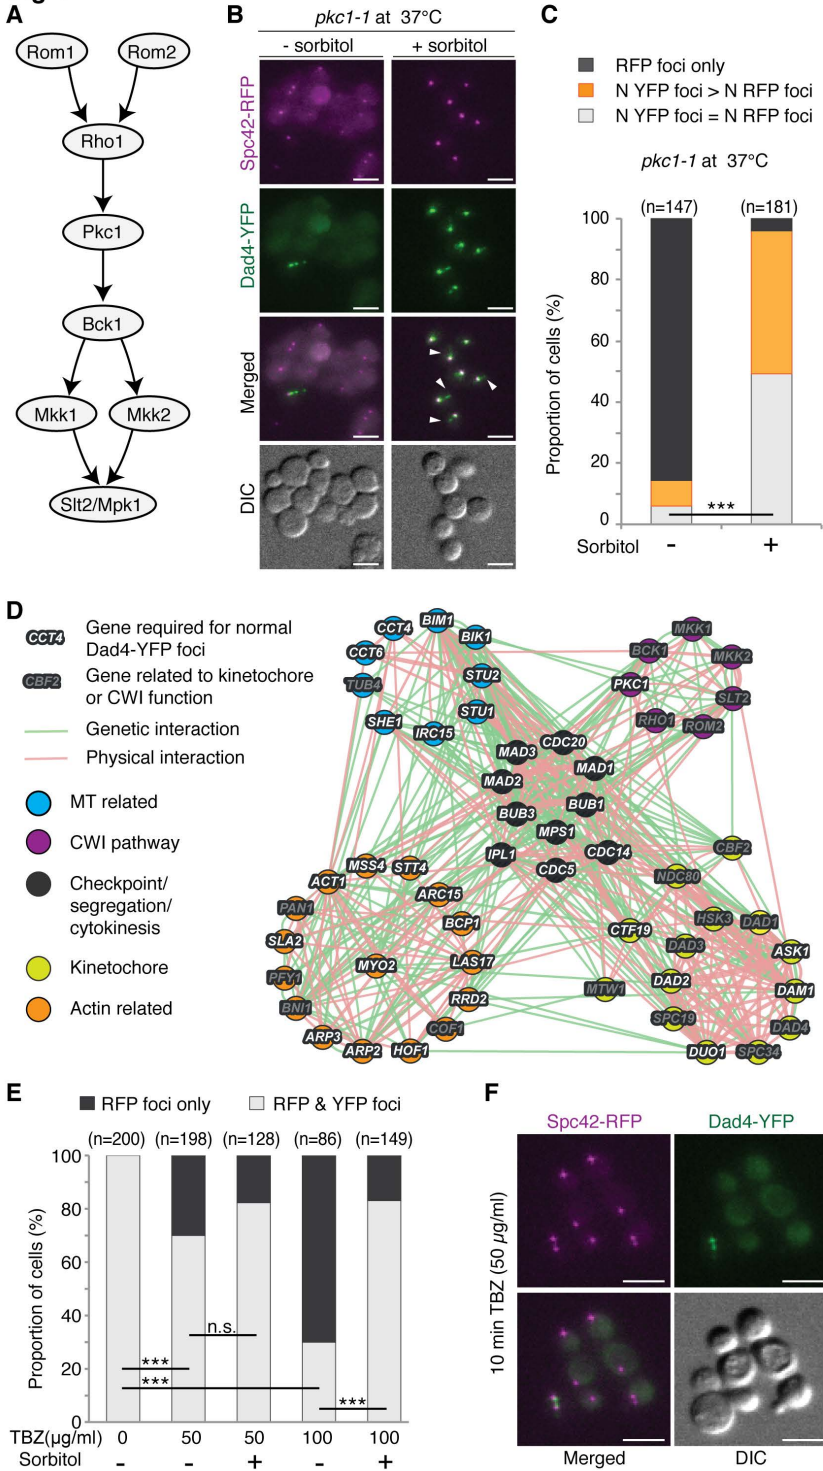 A
Rom1
Rom2
Rho1
Pkc1
Bck1
Mkk1
Mkk2
Slt2/Mpk1
B
pkc1-1 at 37°C
- sorbitol
+ sorbitol
Spc42-RFP
Dad4-YFP
Merged
DIC
C
RFP foci only
N YFP foci > N RFP foci
N YFP foci = N RFP foci
pkc1-1 at 37°C
(n=147)
(n=181)
Proportion of cells (%)
100
80
60
40
20
0
***
Sorbitol
-
+
D
CCT4
Gene required for normal
Dad4-YFP foci
CBF2
Gene related to kinetochore
or CWI function
Genetic interaction
Physical interaction
MT related
CWI pathway
Checkpoint/
segregation/
cytokinesis
Kinetochore
Actin related
CCT4
BIM1
BIK1
CCT6
STU2
TUB4
STU1
SHE1
IRC15
MKK1
BCK1
MKK2
PKC1
SLT2
RHO1
ROM2
CDC20
MAD3
MAD1
MAD2
BUB3
BUB1
MPS1
IPL1
CDC14
CDC5
CBF2
NDC80
HSK3
DAD1
CTF19
DAD3
ASK1
DAD2
MTW1
DAM1
SPC19
DAD4
DUO1
SPC34
MSS4
STT4
ACT1
ARC15
PAN1
BCP1
SLA2
MYO2
LAS17
PFY1
RRD2
BNI1
COF1
ARP3
ARP2
HOF1
E
RFP foci only
RFP & YFP foci
(n=200)
(n=198)
(n=128)
(n=86)
(n=149)
Proportion of cells (%)
100
80
60
40
20
0
n.s.
***
***
***
TBZ(µg/ml)
0
50
50
100
100
Sorbitol
-
-
+
-
+
F
Spc42-RFP
Dad4-YFP
10 min TBZ (50 µg/ml)
Merged
DIC